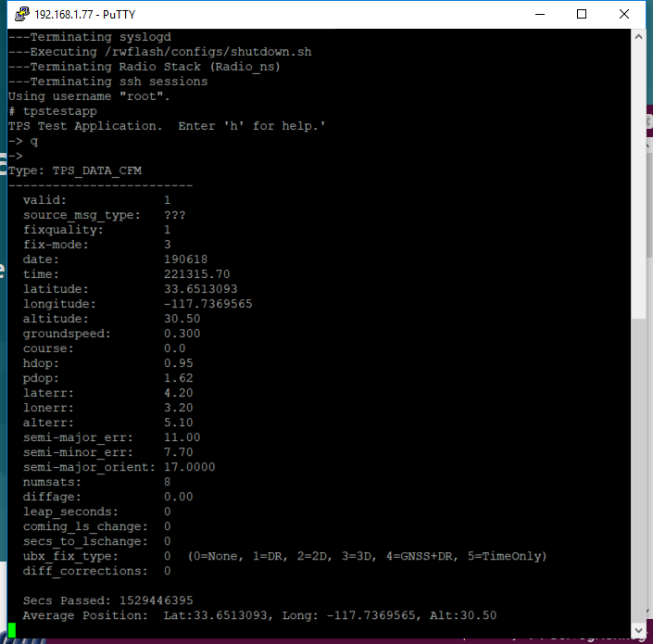 192.168.1.77 - PuTTY
---Terminating syslogd
---Executing /rwflash/configs/shutdown.sh
---Terminating Radio Stack (Radio_ns)
---Terminating ssh sessions
Using username "root".
# tpstestapp
TPS Test Application.  Enter 'h' for help.'
-> q
->
Type: TPS_DATA_CFM
-------------------------
valid: 1
source_msg_type: ???
fixquality: 1
fix-mode: 3
date: 190618
time: 221315.70
latitude: 33.6513093
longitude: -117.7369565
altitude: 30.50
groundspeed: 0.300
course: 0.0
hdop: 0.95
pdop: 1.62
laterr: 4.20
lonerr: 3.20
alterr: 5.10
semi-major_err: 11.00
semi-minor_err: 7.70
semi-major_orient: 17.0000
numsats: 8
diffage: 0.00
leap_seconds: 0
coming_ls_change: 0
secs_to_lschange: 0
ubx_fix_type: 0  (0=None, 1=DR, 2=2D, 3=3D, 4=GNSS+DR, 5=TimeOnly)
diff_corrections: 0
Secs Passed: 1529446395
Average Position:  Lat:33.6513093, Long: -117.7369565, Alt:30.50